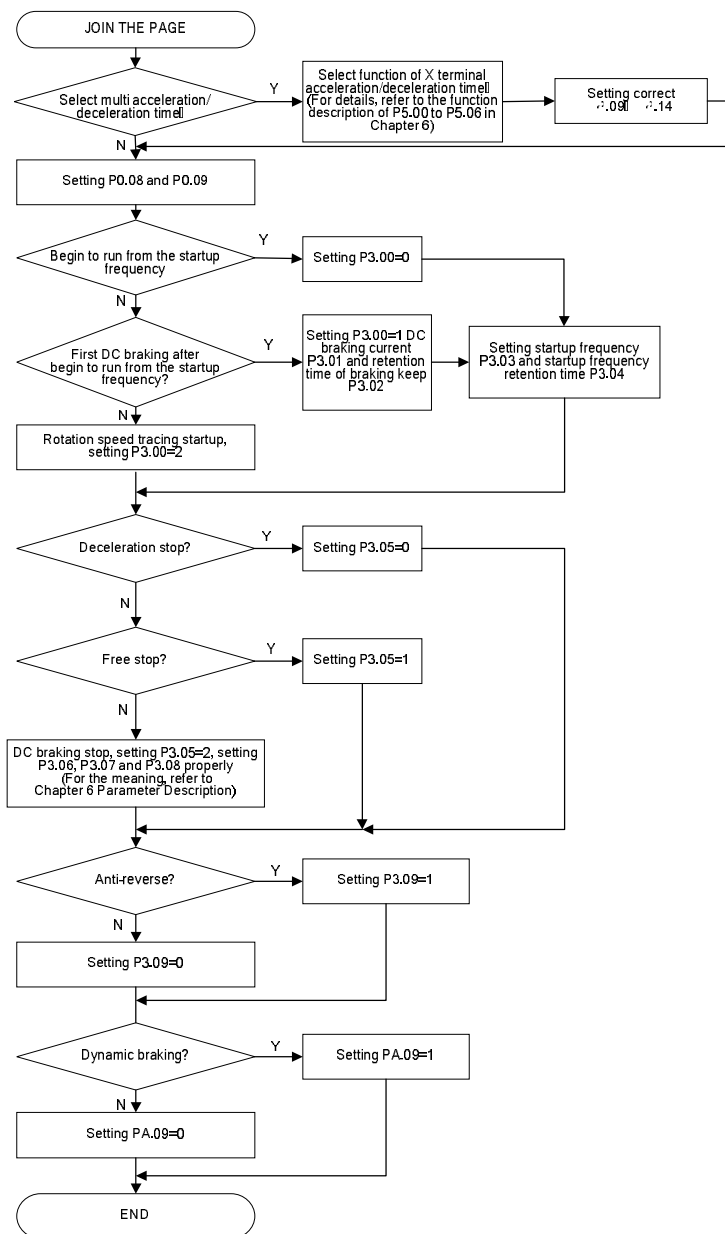 JOIN THE PAGE
Select multi acceleration/
deceleration time
Y
Select function of X terminal
acceleration/deceleration time
(For details, refer to the function
description of P5.00 to P5.06 in
Chapter 6)
Setting correct
.09 .14
N
Setting P0.08 and P0.09
Begin to run from the startup
frequency
Y
Setting P3.00=0
N
First DC braking after
begin to run from the startup
frequency?
Y
Setting P3.00=1 DC
braking current
P3.01 and retention
time of braking keep
P3.02
Setting startup frequency
P3.03 and startup frequency
retention time P3.04
N
Rotation speed tracing startup,
setting P3.00=2
Deceleration stop?
Y
Setting P3.05=0
N
Free stop?
Y
Setting P3.05=1
N
DC braking stop, setting P3.05=2, setting
P3.06, P3.07 and P3.08 properly
(For the meaning, refer to
Chapter 6 Parameter Description)
Anti-reverse?
Y
Setting P3.09=1
N
Setting P3.09=0
Dynamic braking?
Y
Setting PA.09=1
N
Setting PA.09=0
END